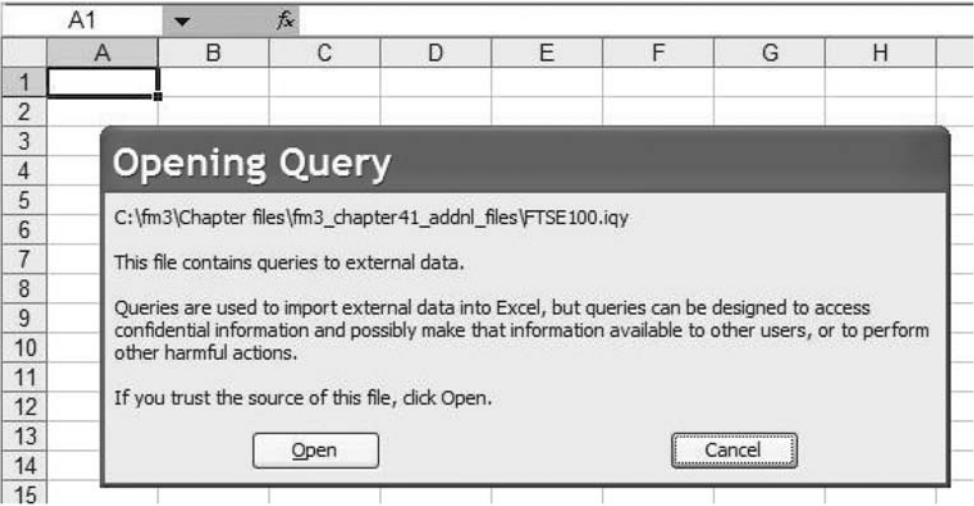 A1 fx
A B C D E F G H
1
2
3
4
5
6
7
8
9
10
11
12
13
14
15
Opening Query
C:\fm3\Chapter files\fm3_chapter41_addnl_files\FTSE100.iqy
This file contains queries to external data.
Queries are used to import external data into Excel, but queries can be designed to access
confidential information and possibly make that information available to other users, or to perform
other harmful actions.
If you trust the source of this file, click Open.
Open Cancel